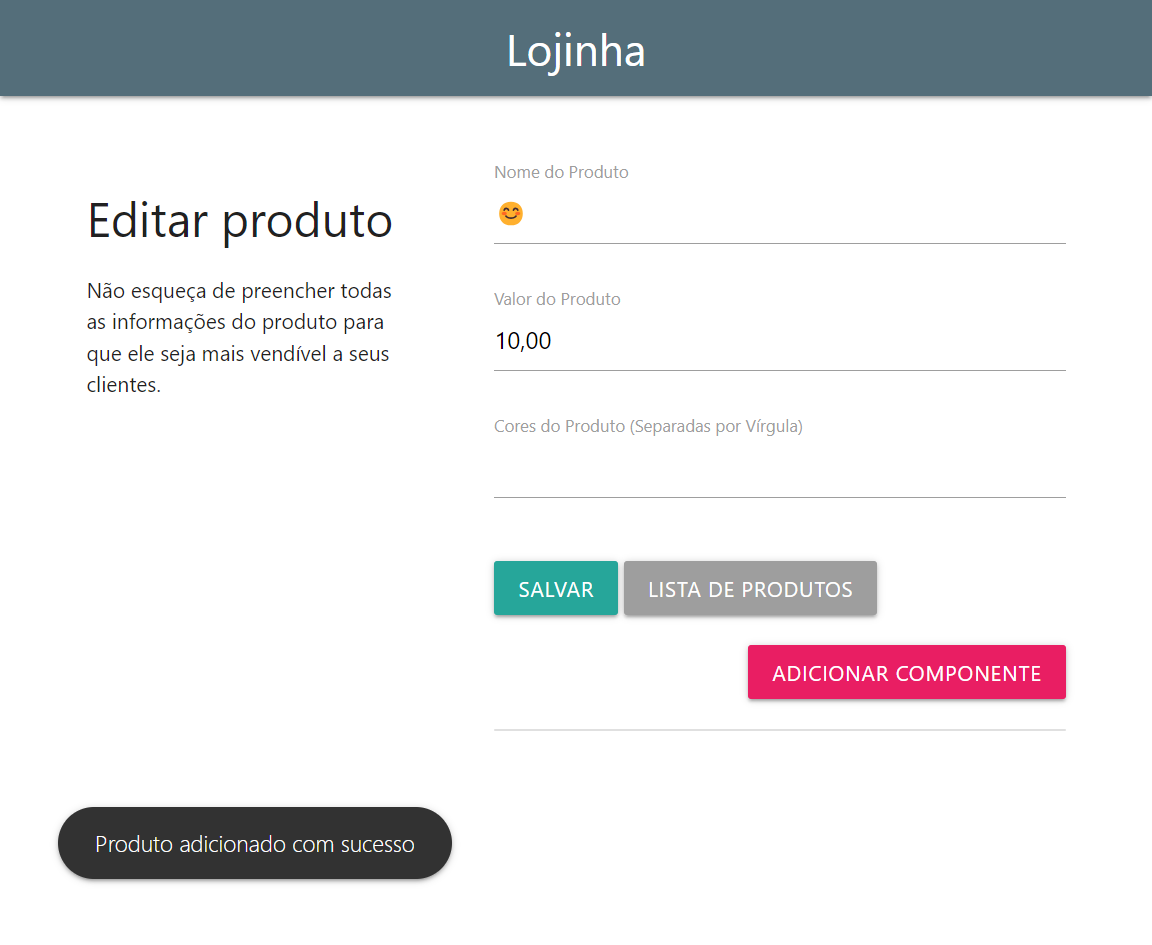 Lojinha
Editar produto
Não esqueça de preencher todas
as informações do produto para
que ele seja mais vendível a seus
clientes.
Nome do Produto
😊
Valor do Produto
10,00
Cores do Produto (Separadas por Vírgula)
SALVAR
LISTA DE PRODUTOS
ADICIONAR COMPONENTE
Produto adicionado com sucesso